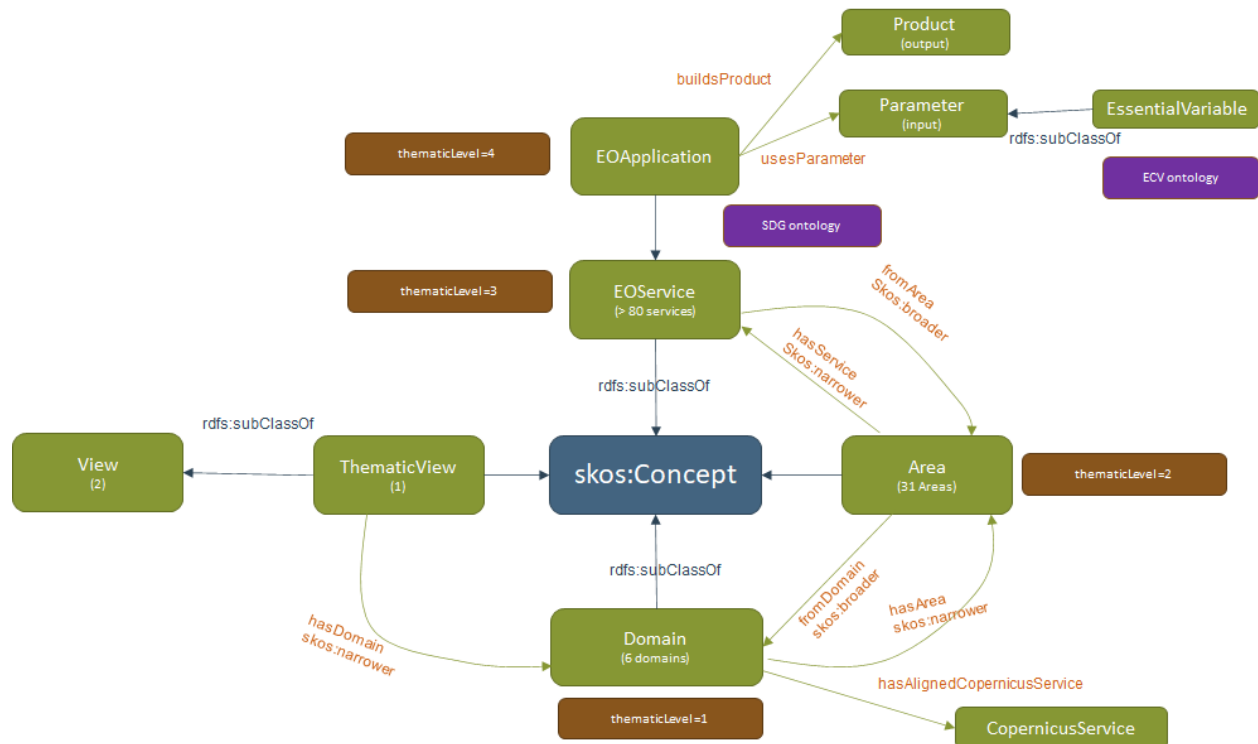 Product
(output)
buildsProduct
Parameter
(input)
EssentialVariable
rdfs:subClassOf
thematicLevel=4
EOApplication
usesParameter
ECV ontology
SDG ontology
thematicLevel=3
EOService
(> 80 services)
fromArea
Skos:broader
hasService
Skos:narrower
rdfs:subClassOf
rdfs:subClassOf
View
(2)
ThematicView
(1)
skos:Concept
Area
(31 Areas)
thematicLevel=2
rdfs:subClassOf
fromDomain
skos:broader
hasArea
skos:narrower
hasDomain
skos:narrower
Domain
(6 domains)
hasAlignedCopernicusService
thematicLevel=1
CopernicusService